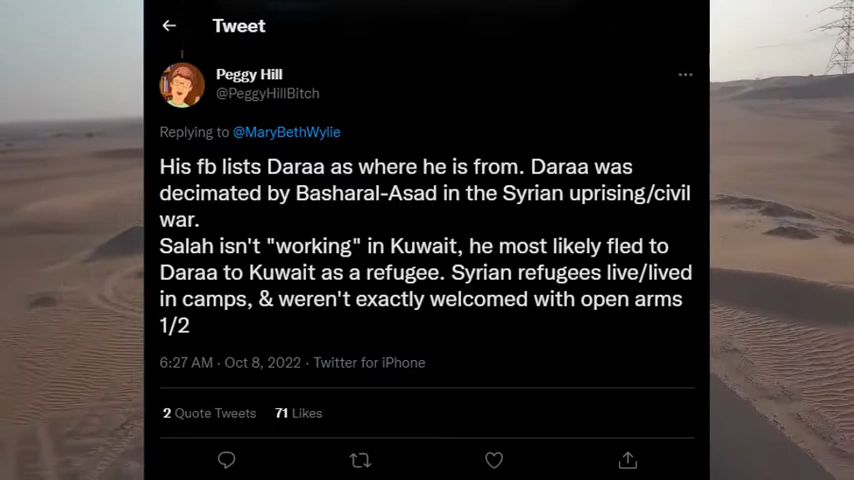 Tweet
Peggy Hill
@PeggyHillBitch
Replying to @MaryBethWylie
His fb lists Daraa as where he is from. Daraa was
decimated by Basharal-Asad in the Syrian uprising/civil
war.
Salah isn't "working" in Kuwait, he most likely fled to
Daraa to Kuwait as a refugee. Syrian refugees live/lived
in camps, & weren't exactly welcomed with open arms
1/2
6:27 AM · Oct 8, 2022 · Twitter for iPhone
2 Quote Tweets 71 Likes